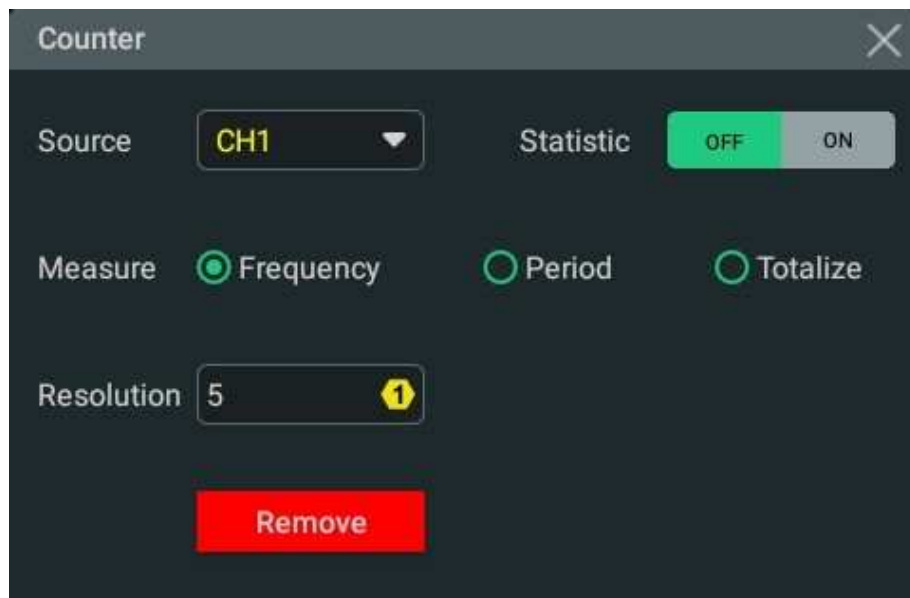 Counter
Source CH1 Statistic OFF ON
Measure Frequency Period Totalize
Resolution 5 1
Remove